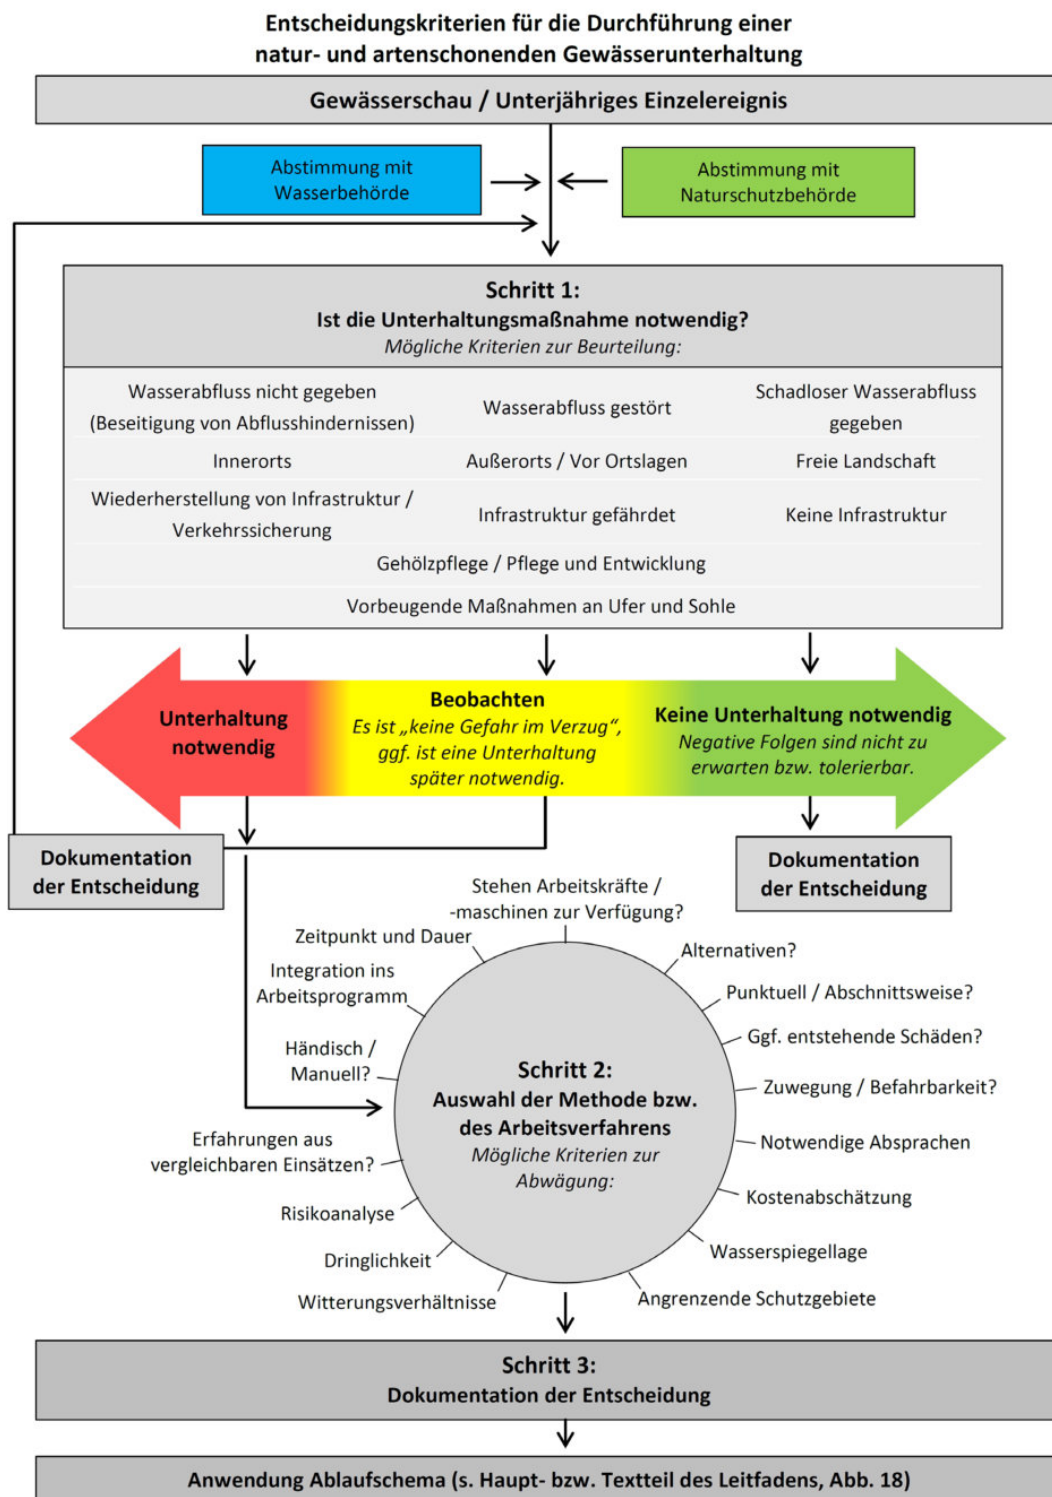 Entscheidungskriterien für die Durchführung einer
natur- und artenschonenden Gewässerunterhaltung
Gewässerschau / Unterjähriges Einzelereignis
Abstimmung mit
Wasserbehörde
Abstimmung mit
Naturschutzbehörde
Schritt 1:
Ist die Unterhaltungsmaßnahme notwendig?
Mögliche Kriterien zur Beurteilung:
Wasserabfluss nicht gegeben
(Beseitigung von Abflusshindernissen)
Wasserabfluss gestört
Schadloser Wasserabfluss
gegeben
Innerorts
Außerorts / Vor Ortslagen
Freie Landschaft
Wiederherstellung von Infrastruktur /
Verkehrssicherung
Infrastruktur gefährdet
Keine Infrastruktur
Gehölzpflege / Pflege und Entwicklung
Vorbeugende Maßnahmen an Ufer und Sohle
Unterhaltung
notwendig
Beobachten
Es ist „keine Gefahr im Verzug“,
ggf. ist eine Unterhaltung
später notwendig.
Keine Unterhaltung notwendig
Negative Folgen sind nicht zu
erwarten bzw. tolerierbar.
Dokumentation
der Entscheidung
Dokumentation
der Entscheidung
Stehen Arbeitskräfte /
-maschinen zur Verfügung?
Zeitpunkt und Dauer
Alternativen?
Integration ins
Arbeitsprogramm
Punktuell / Abschnittsweise?
Ggf. entstehende Schäden?
Händisch /
Manuell?
Zuwegung / Befahrbarkeit?
Schritt 2:
Auswahl der Methode bzw.
des Arbeitsverfahrens
Mögliche Kriterien zur
Abwägung:
Erfahrungen aus
vergleichbaren Einsätzen?
Notwendige Absprachen
Kostenabschätzung
Risikoanalyse
Wasserspiegellage
Dringlichkeit
Angrenzende Schutzgebiete
Witterungsverhältnisse
Schritt 3:
Dokumentation der Entscheidung
Anwendung Ablaufschema (s. Haupt- bzw. Textteil des Leitfadens, Abb. 18)